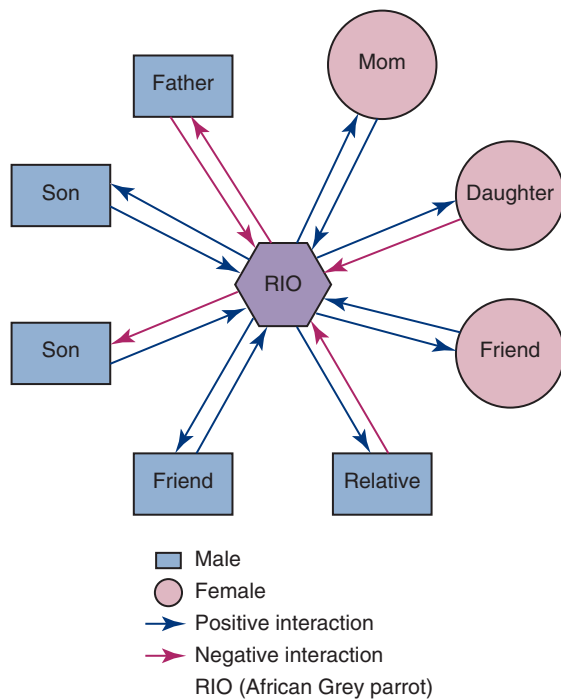 Mom
Father
Son
Daughter
RIO
Son
Friend
Friend
Relative
Male
Female
Positive interaction
Negative interaction
RIO (African Grey parrot)